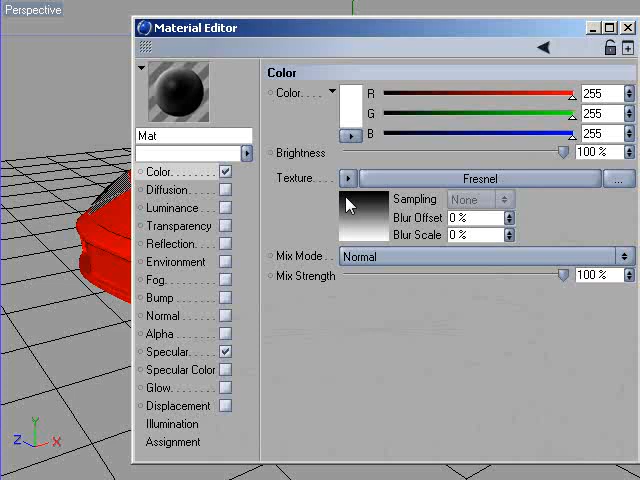 Perspective
Material Editor
Color
Color. . . . R 255
G 255
B 255
Brightness 100 %
Texture. . . . . Fresnel ...
Sampling None
Blur Offset 0 %
Blur Scale 0 %
Mix Mode . . Normal
Mix Strength 100 %
Mat
Color. . . . . . . . .
Diffusion. . . . . .
Luminance. . .
Transparency
Reflection. . . .
Environment
Fog. . . . . . . . . .
Bump . . . . . . .
Normal . . . . . .
Alpha . . . . . . .
Specular. . . . . .
Specular Color
Glow. . . . . . . .
Displacement
Illumination
Assignment
Y
Z X